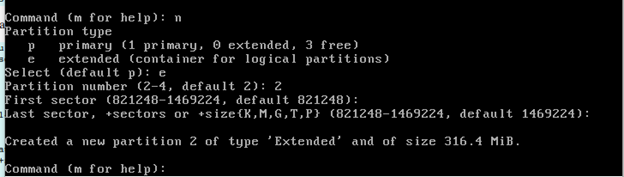 Command (m for help): n
Partition type
p primary (1 primary, 0 extended, 3 free)
e extended (container for logical partitions)
Select (default p): e
Partition number (2-4, default 2): 2
First sector (821248-1469224, default 821248):
Last sector, +sectors or +size{K,M,G,T,P} (821248-1469224, default 1469224):
Created a new partition 2 of type 'Extended' and of size 316.4 MiB.
Command (m for help):